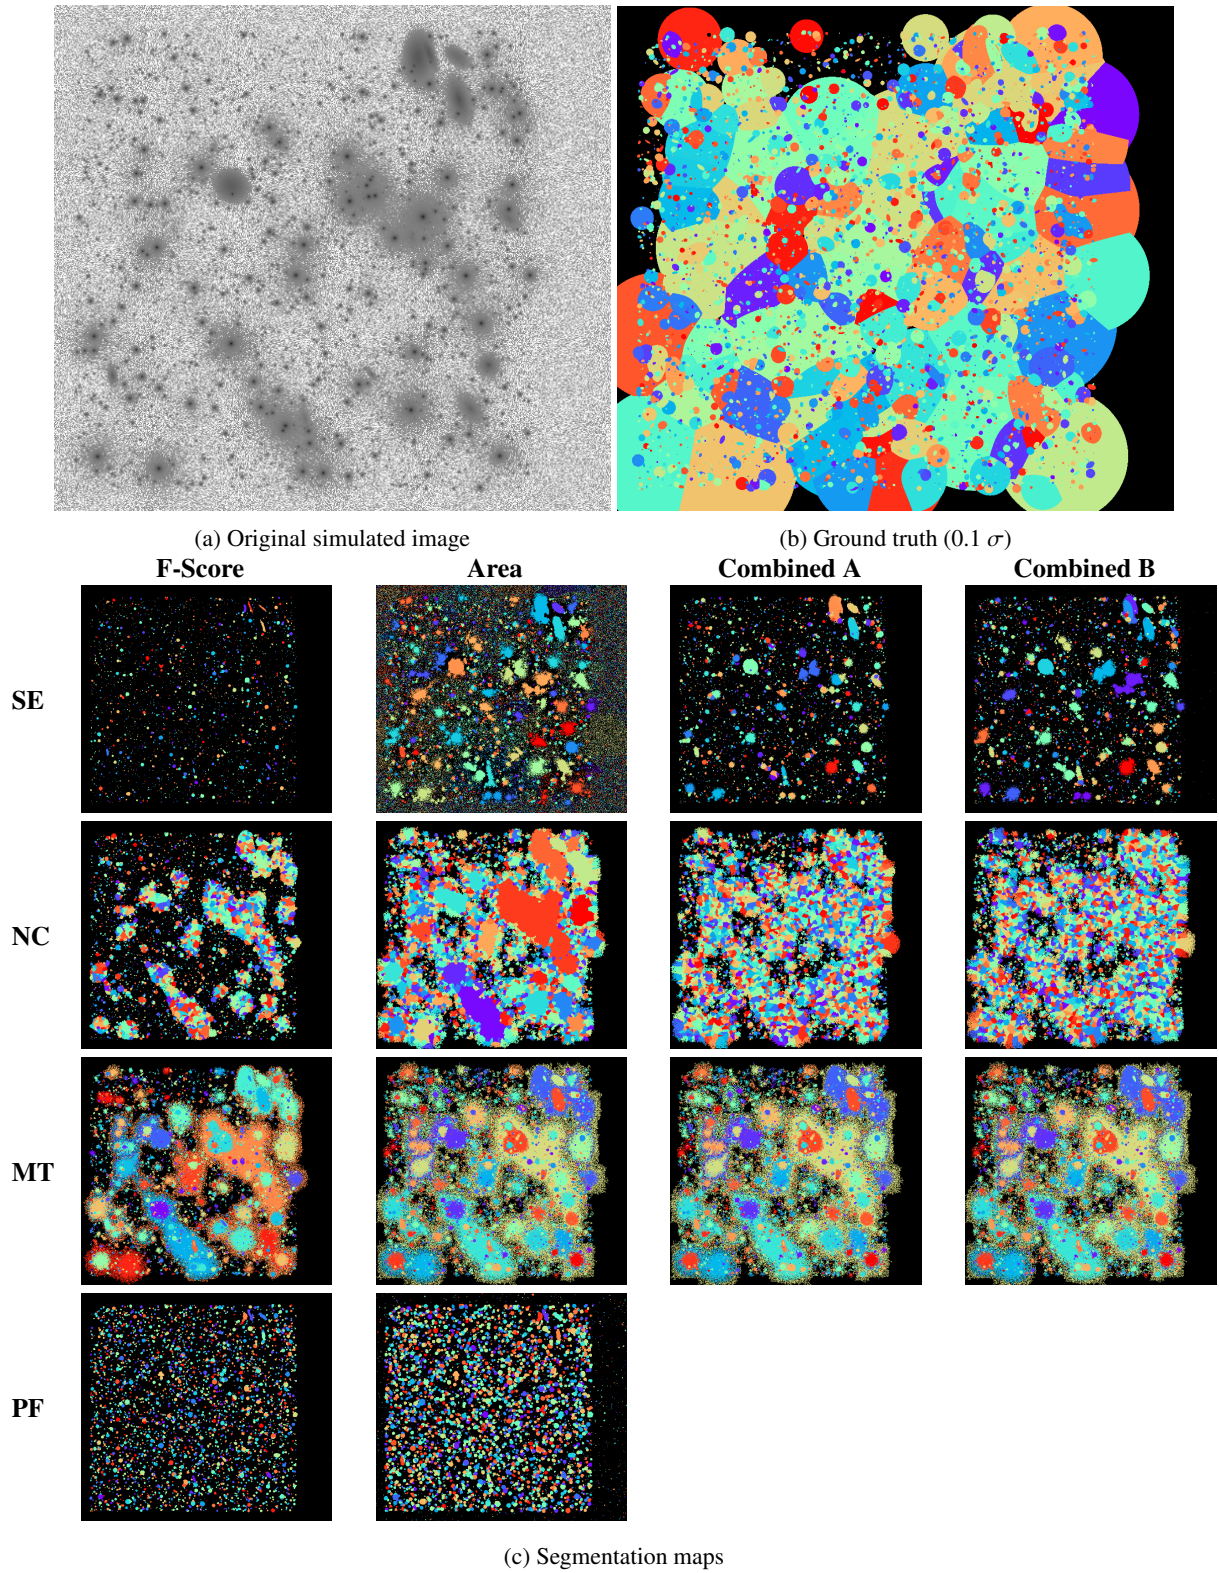 (a) Original simulated image
(b) Ground truth (0.1 σ)
F-Score Area Combined A Combined B
SE
NC
MT
PF
(c) Segmentation maps